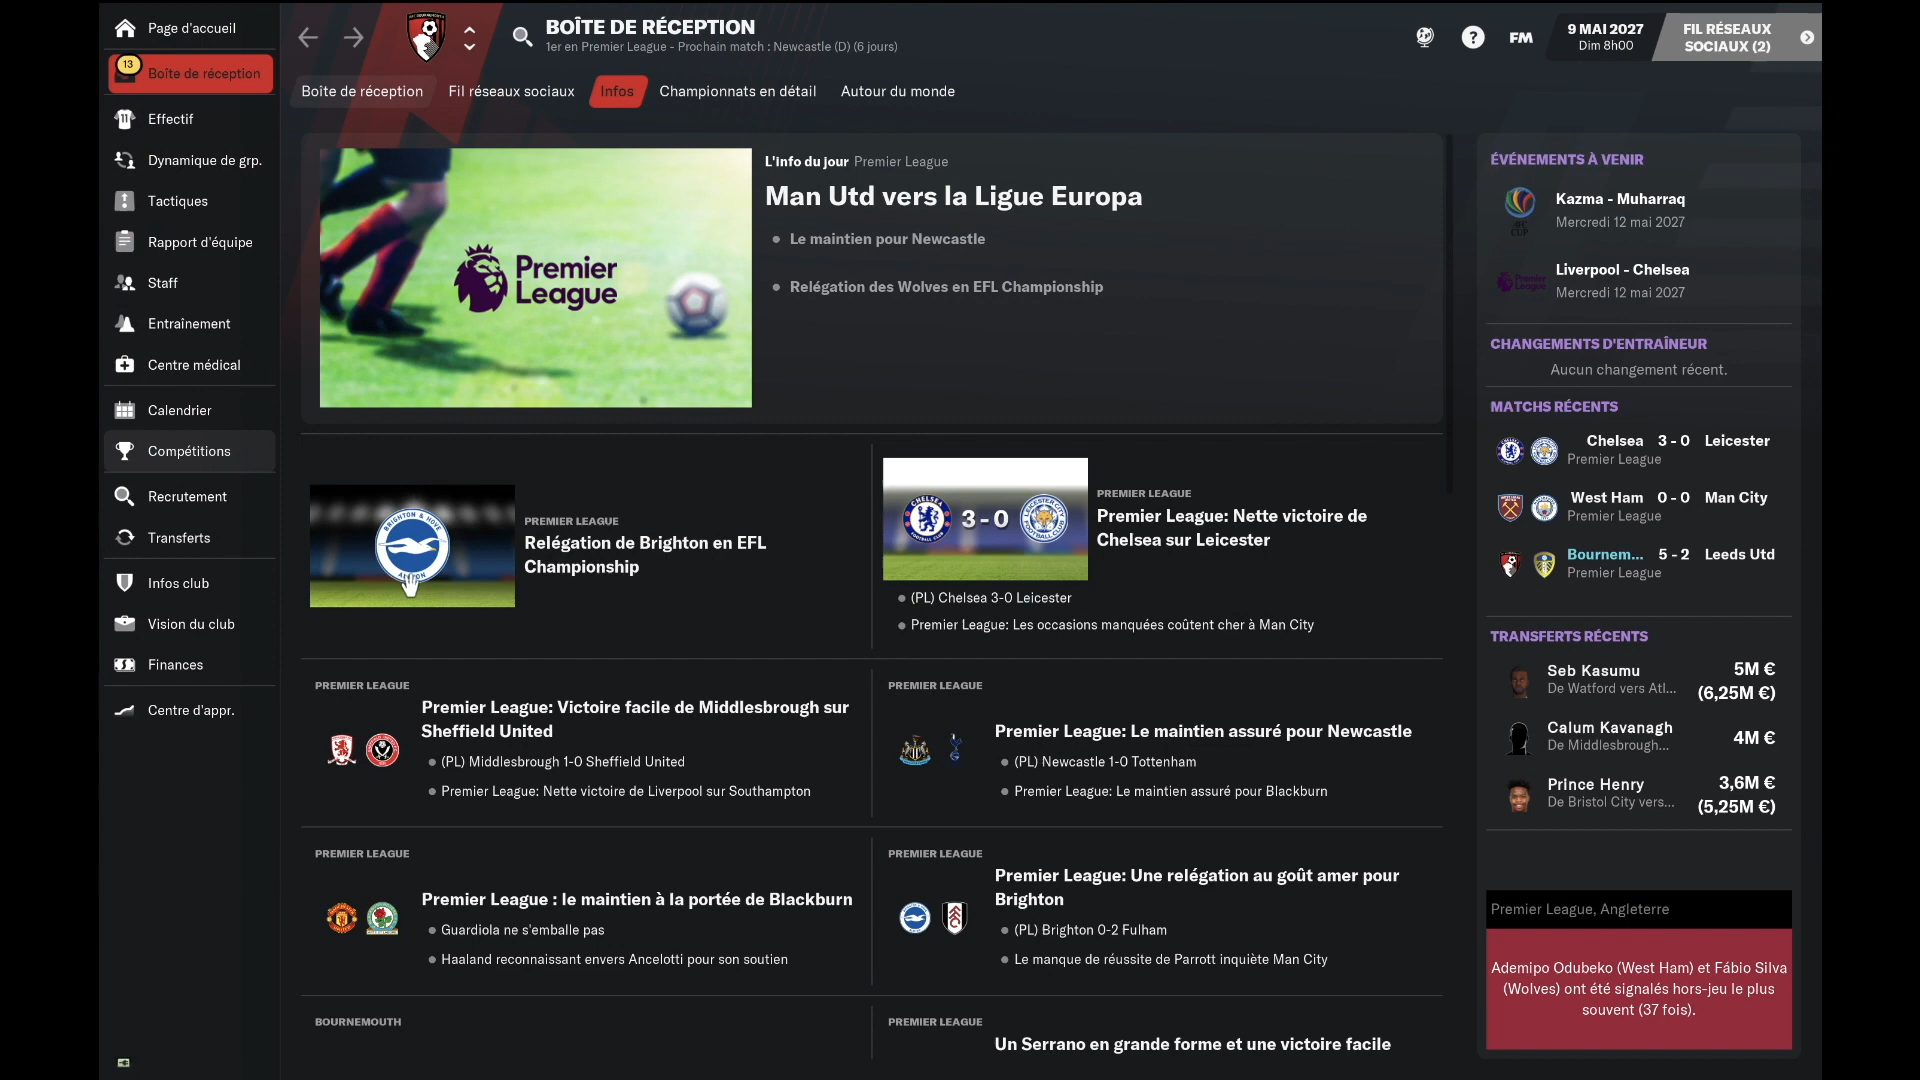 Page d'accueil
13
Boîte de réception
Effectif
Dynamique de grp.
Tactiques
Rapport d'équipe
Staff
Entraînement
Centre médical
Calendrier
Compétitions
Recrutement
Transferts
Infos club
Vision du club
Finances
Centre d'appr.
BOÎTE DE RÉCEPTION
1er en Premier League - Prochain match : Newcastle (D) (6 jours)
?
FM
9 MAI 2027
Dim 8h00
FIL RÉSEAUX
SOCIAUX (2)
Boite de réception
Fil réseaux sociaux
Infos
Championnats en détail
Autour du monde
Premier
League
L'info du jour Premier League
Man Utd vers la Ligue Europa
Le maintien pour Newcastle
Relégation des Wolves en EFL Championship
BRIGHTON & HOVE
PREMIER LEAGUE
Relégation de Brighton en EFL
Championship
CHELSEA
FOOTBALL CLUB
3 - 0
LEICESTER CITY
FOOTBALL CLUB
PREMIER LEAGUE
Premier League: Nette victoire de
Chelsea sur Leicester
(PL) Chelsea 3-0 Leicester
Premier League: Les occasions manquées coûtent cher à Man City
PREMIER LEAGUE
Premier League: Victoire facile de Middlesbrough sur
Sheffield United
(PL) Middlesbrough 1-0 Sheffield United
Premier League: Nette victoire de Liverpool sur Southampton
PREMIER LEAGUE
Premier League: Le maintien assuré pour Newcastle
(PL) Newcastle 1-0 Tottenham
Premier League: Le maintien assuré pour Blackburn
PREMIER LEAGUE
Premier League : le maintien à la portée de Blackburn
Guardiola ne s'emballe pas
Haaland reconnaissant envers Ancelotti pour son soutien
PREMIER LEAGUE
Premier League: Une relégation au goût amer pour
Brighton
(PL) Brighton 0-2 Fulham
Le manque de réussite de Parrott inquiète Man City
BOURNEMOUTH
PREMIER LEAGUE
Un Serrano en grande forme et une victoire facile
ÉVÉNEMENTS À VENIR
AFC
CUP
Kazma - Muharraq
Mercredi 12 mai 2027
Premier
League
Liverpool - Chelsea
Mercredi 12 mai 2027
CHANGEMENTS D'ENTRAÎNEUR
Aucun changement récent.
MATCHS RÉCENTS
Chelsea 3 - 0 Leicester
Premier League
West Ham 0 - 0 Man City
Premier League
Bournem... 5 - 2 Leeds Utd
Premier League
TRANSFERTS RÉCENTS
Seb Kasumu 5M €
De Watford vers Atl... (6,25M €)
Calum Kavanagh
De Middlesbrough... 4M €
Prince Henry 3,6M €
De Bristol City vers... (5,25M €)
Premier League, Angleterre
Ademipo Odubeko (West Ham) et Fábio Silva
(Wolves) ont été signalés hors-jeu le plus
souvent (37 fois).